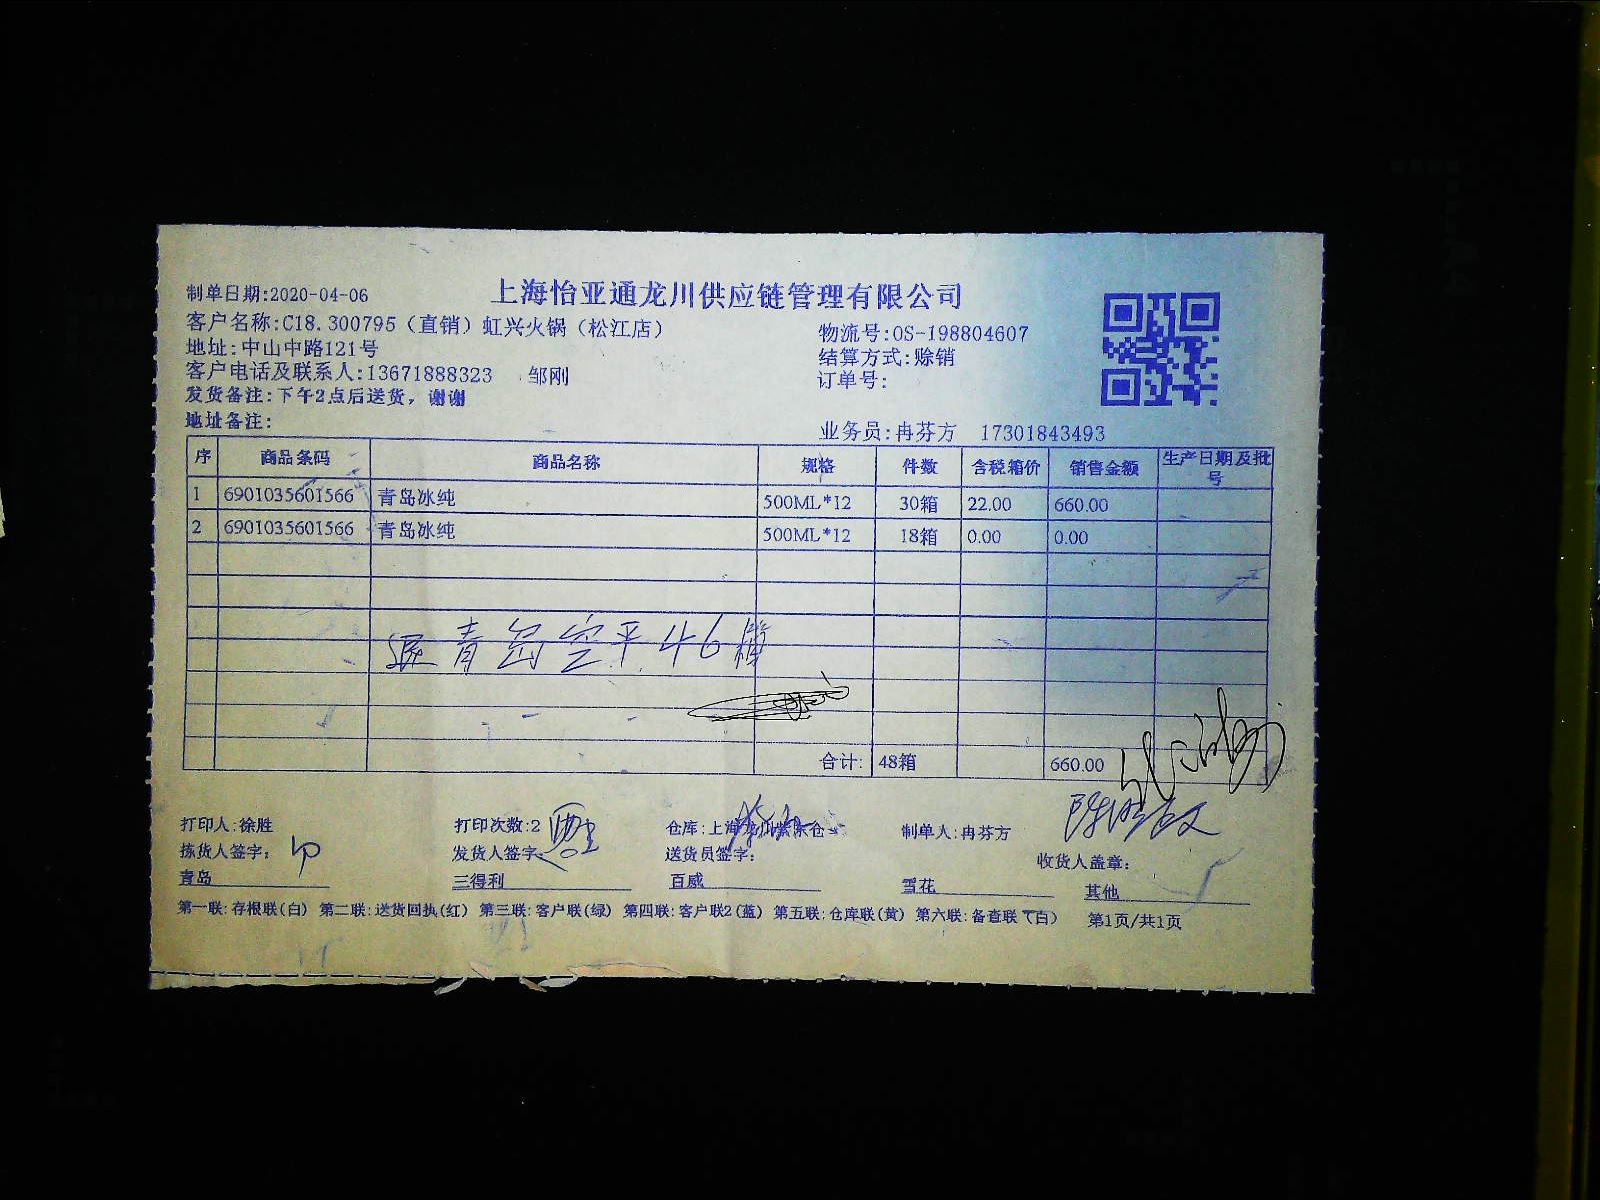 上海怡亚通龙川供应链管理有限公司
制单日期:2020-04-06
客户名称:C18.300795（直销）虹兴火锅（松江店）
物流号:OS-198804607
地址:中山中路121号
结算方式:赊销
客户电话及联系人:13671888323 邹刚
订单号:
发货备注:下午2点后送货，谢谢
地址备注:
业务员:冉芬方 17301843493
序 商品条码 商品名称 规格 件数 含税箱价 销售金额 生产日期及批号
1 6901035601566 青岛冰纯 500ML*12 30箱 22.00 660.00
2 6901035601566 青岛冰纯 500ML*12 18箱 0.00 0.00
退青岛空平46箱
合计: 48箱 660.00
打印人:徐胜 打印次数:2 仓库:上海龙川紫东仓 制单人:冉芬方
拣货人签字: 发货人签字: 送货员签字: 收货人盖章:
青岛 三得利 百威 雪花 其他
第一联:存根联(白) 第二联:送货回执(红) 第三联:客户联(绿) 第四联:客户联2(蓝) 第五联:仓库联(黄) 第六联:备查联(白) 第1页/共1页